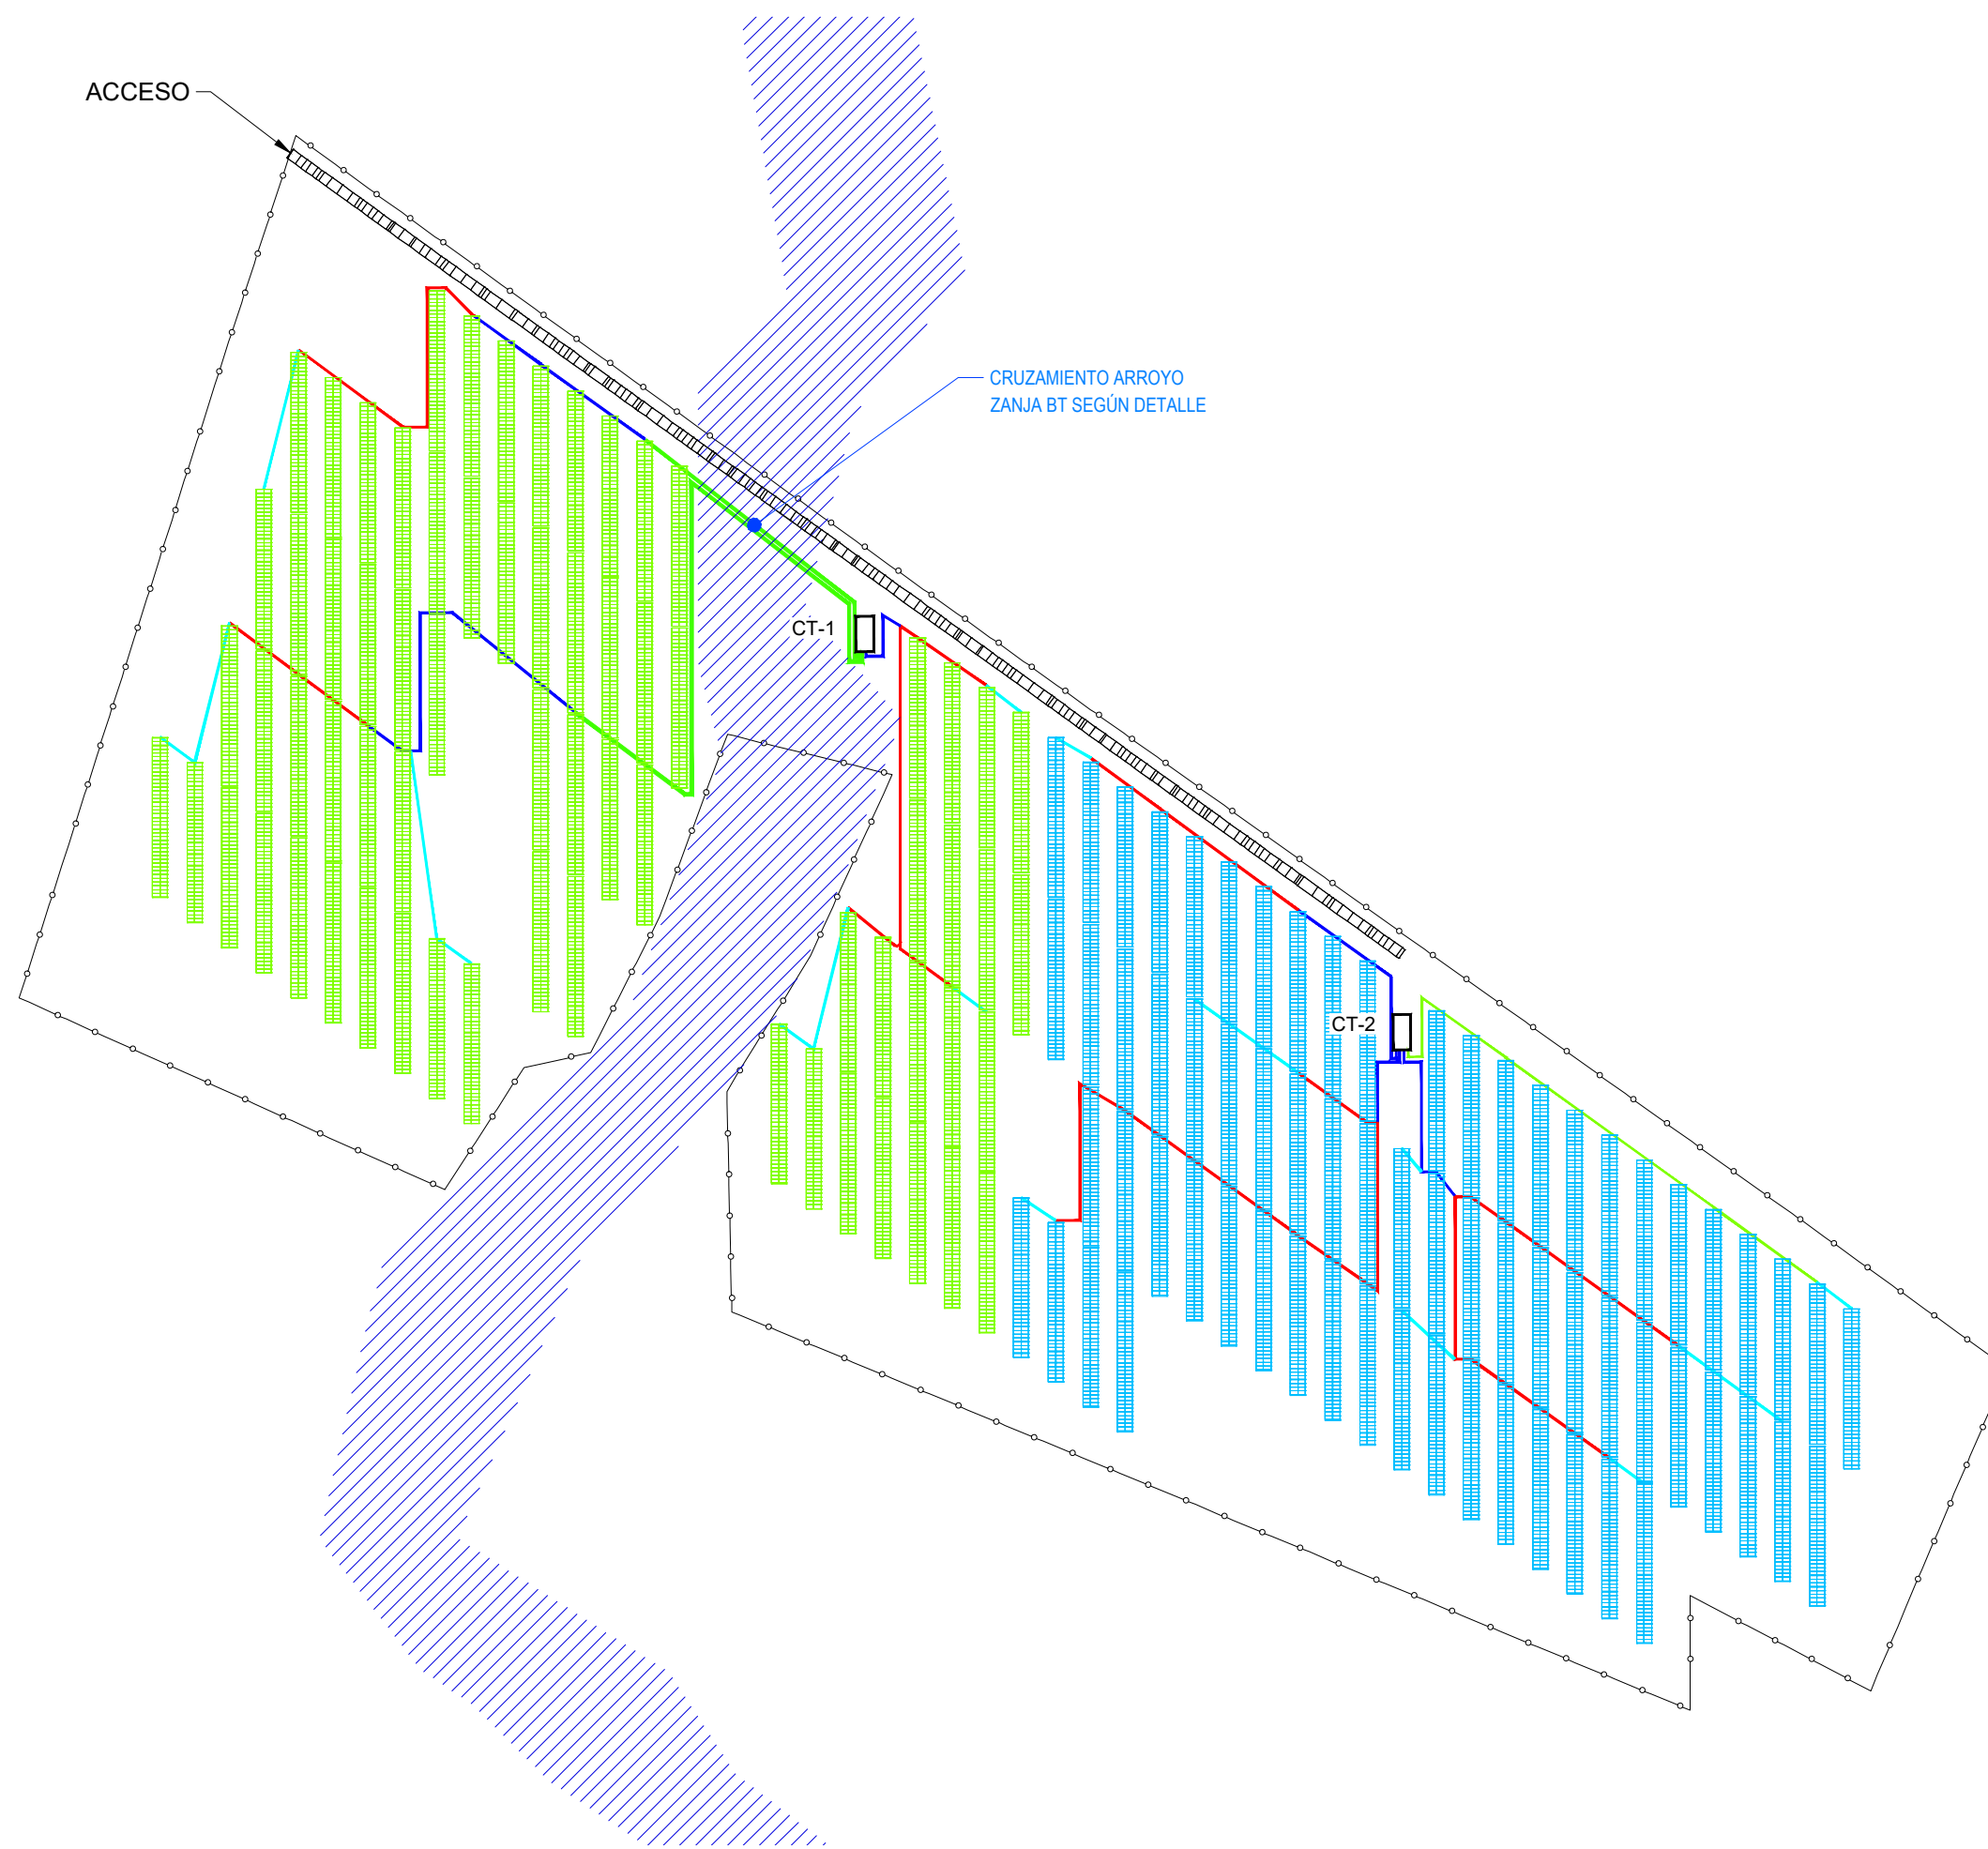 ACCESO
CRUZAMIENTO ARROYO
ZANJA BT SEGÚN DETALLE
CT-1
CT-2